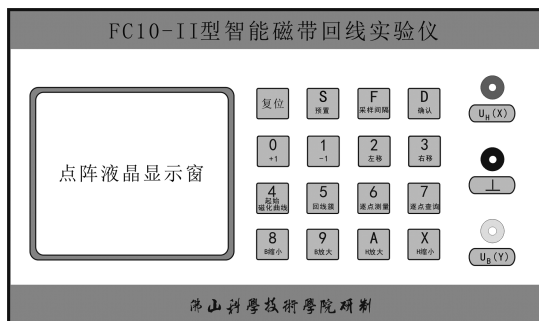 FC10-II型智能磁带回线实验仪
点阵液晶显示窗
复位
S
预置
F
采样间隔
D
确认
U_H(X)
0
+1
1
-1
2
左移
3
右移
⊥
4
起始
磁化曲线
5
回线簇
6
逐点测量
7
逐点查询
8
B缩小
9
B放大
A
H放大
X
H缩小
U_B(Y)
佛山科學技術學院研制